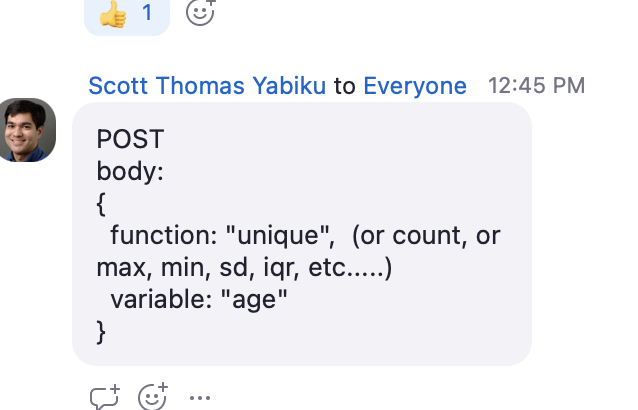 👍 1
Scott Thomas Yabiku to Everyone 12:45 PM
POST
body:
{
  function: "unique",  (or count, or
max, min, sd, iqr, etc.....)
  variable: "age"
}